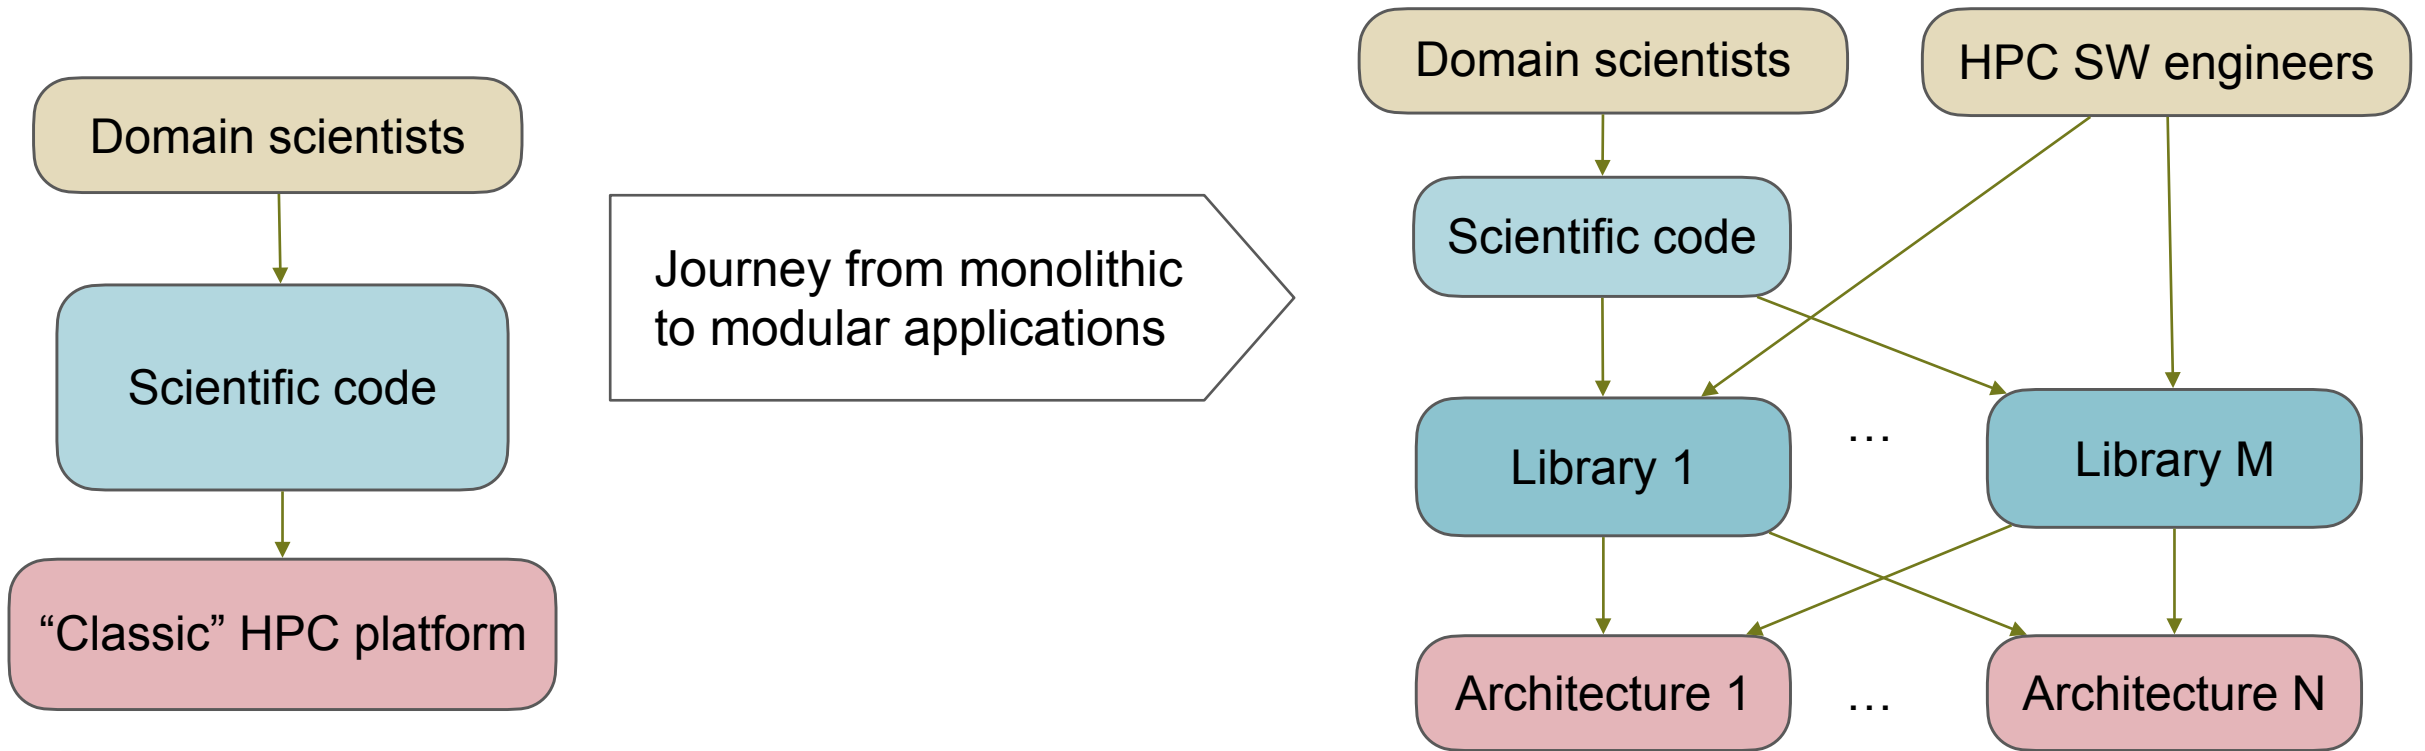 Domain scientists
Scientific code
“Classic” HPC platform
Journey from monolithic
to modular applications
Domain scientists
HPC SW engineers
Scientific code
Library 1
…
Library M
Architecture 1
…
Architecture N